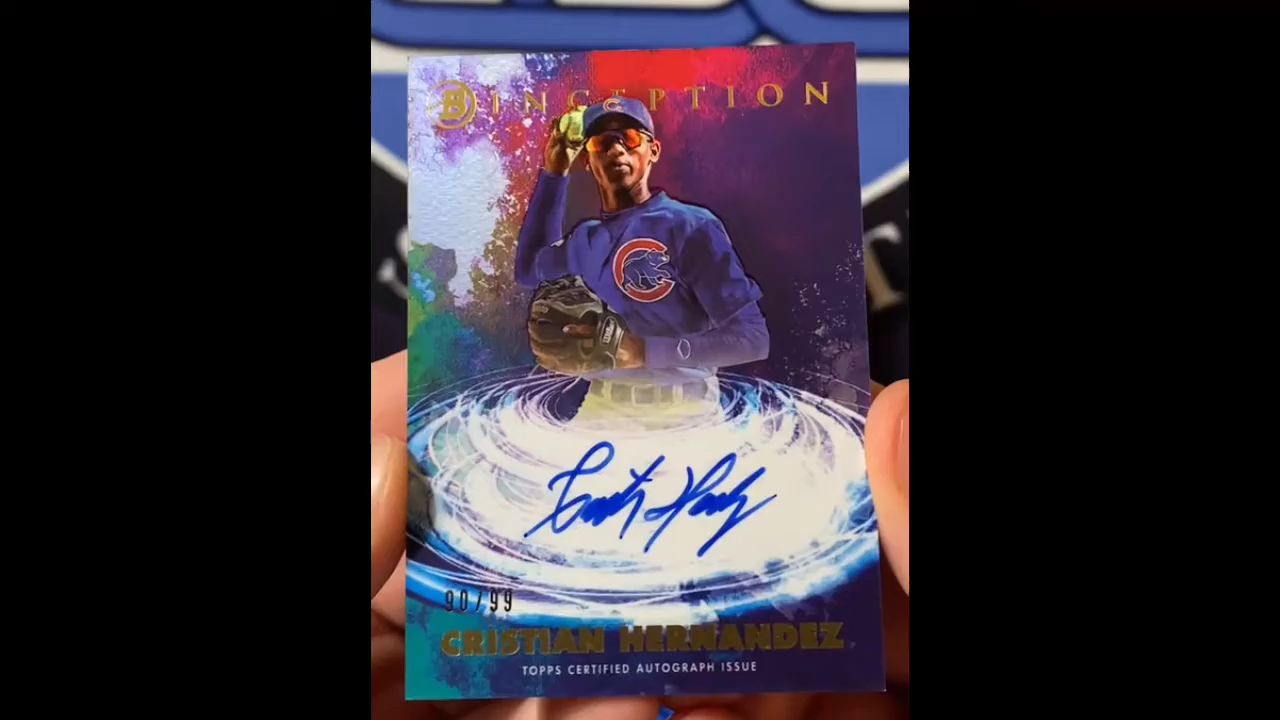 B INCEPTION
C
90/99
CRISTIAN HERNANDEZ
TOPPS CERTIFIED AUTOGRAPH ISSUE